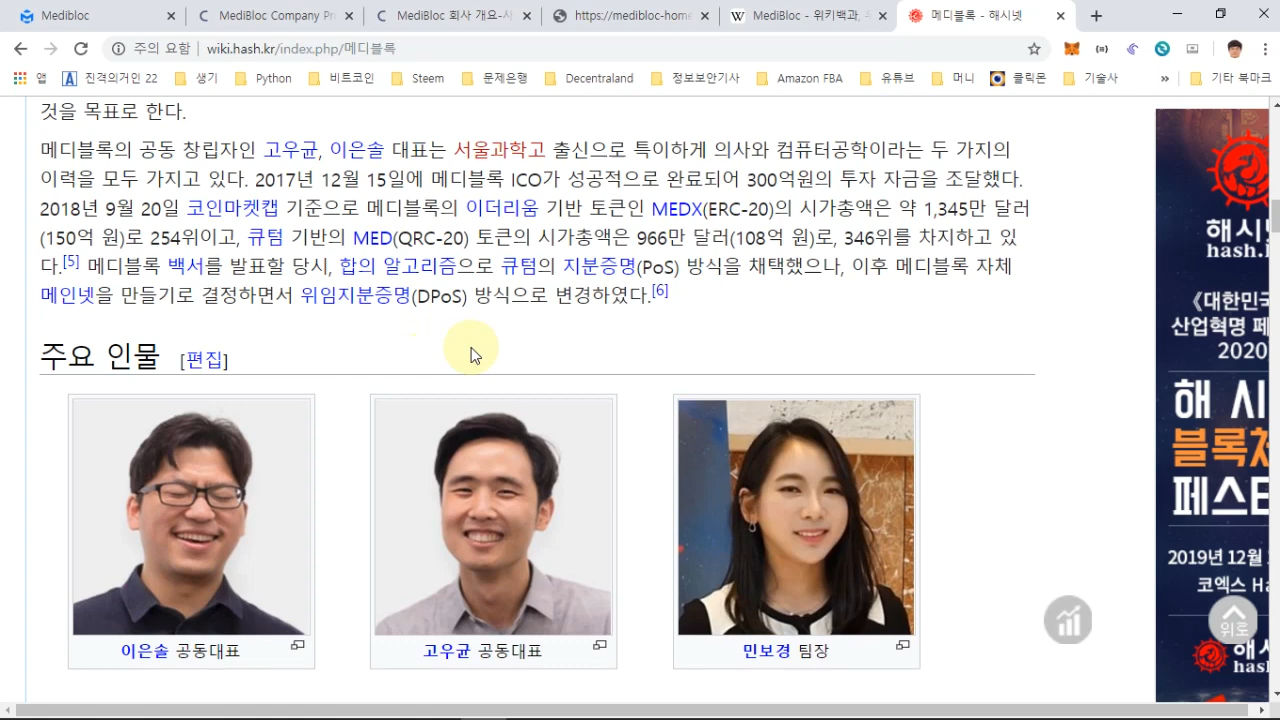 Medibloc
MediBloc Company Pr
MediBloc 회사 개요-시
https://medibloc-home
MediBloc - 위키백과, 우
메디블록 - 해시넷
주의 요함 | wiki.hash.kr/index.php/메디블록
앱
진격의거인 22
생기
Python
비트코인
Steem
문제은행
Decentraland
정보보안기사
Amazon FBA
유튜브
머니
클릭몬
기술사
»
기타 북마크
것을 목표로 한다.
메디블록의 공동 창립자인 고우균, 이은솔 대표는 서울과학고 출신으로 특이하게 의사와 컴퓨터공학이라는 두 가지의
이력을 모두 가지고 있다. 2017년 12월 15일에 메디블록 ICO가 성공적으로 완료되어 300억원의 투자 자금을 조달했다.
2018년 9월 20일 코인마켓캡 기준으로 메디블록의 이더리움 기반 토큰인 MEDX(ERC-20)의 시가총액은 약 1,345만 달러
(150억 원)로 254위이고, 큐텀 기반의 MED(QRC-20) 토큰의 시가총액은 966만 달러(108억 원)로, 346위를 차지하고 있
다.[5] 메디블록 백서를 발표할 당시, 합의 알고리즘으로 큐텀의 지분증명(PoS) 방식을 채택했으나, 이후 메디블록 자체
메인넷을 만들기로 결정하면서 위임지분증명(DPoS) 방식으로 변경하였다.[6]
주요 인물 [편집]
이은솔 공동대표
고우균 공동대표
민보경 팀장
해시넷
hash.k
《대한민국
산업혁명 페
2020
해시
블록체
페스티
2019년 12월
코엑스 Ha
위로
해시
hash